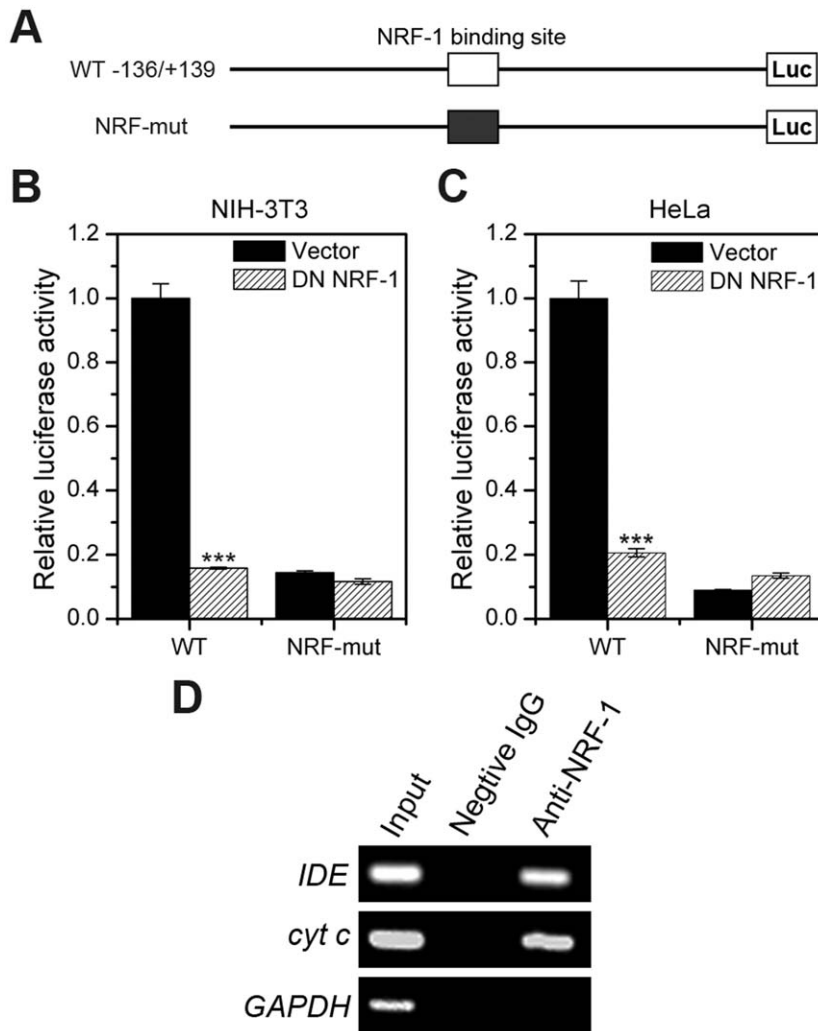 A
NRF-1 binding site
WT -136/+139
Luc
NRF-mut
Luc
B
NIH-3T3
Relative luciferase activity
1.2
1.0
0.8
0.6
0.4
0.2
0.0
Vector
DN NRF-1
***
WT
NRF-mut
C
HeLa
Relative luciferase activity
1.2
1.0
0.8
0.6
0.4
0.2
0.0
Vector
DN NRF-1
***
WT
NRF-mut
D
Input
Negtive IgG
Anti-NRF-1
IDE
cyt c
GAPDH